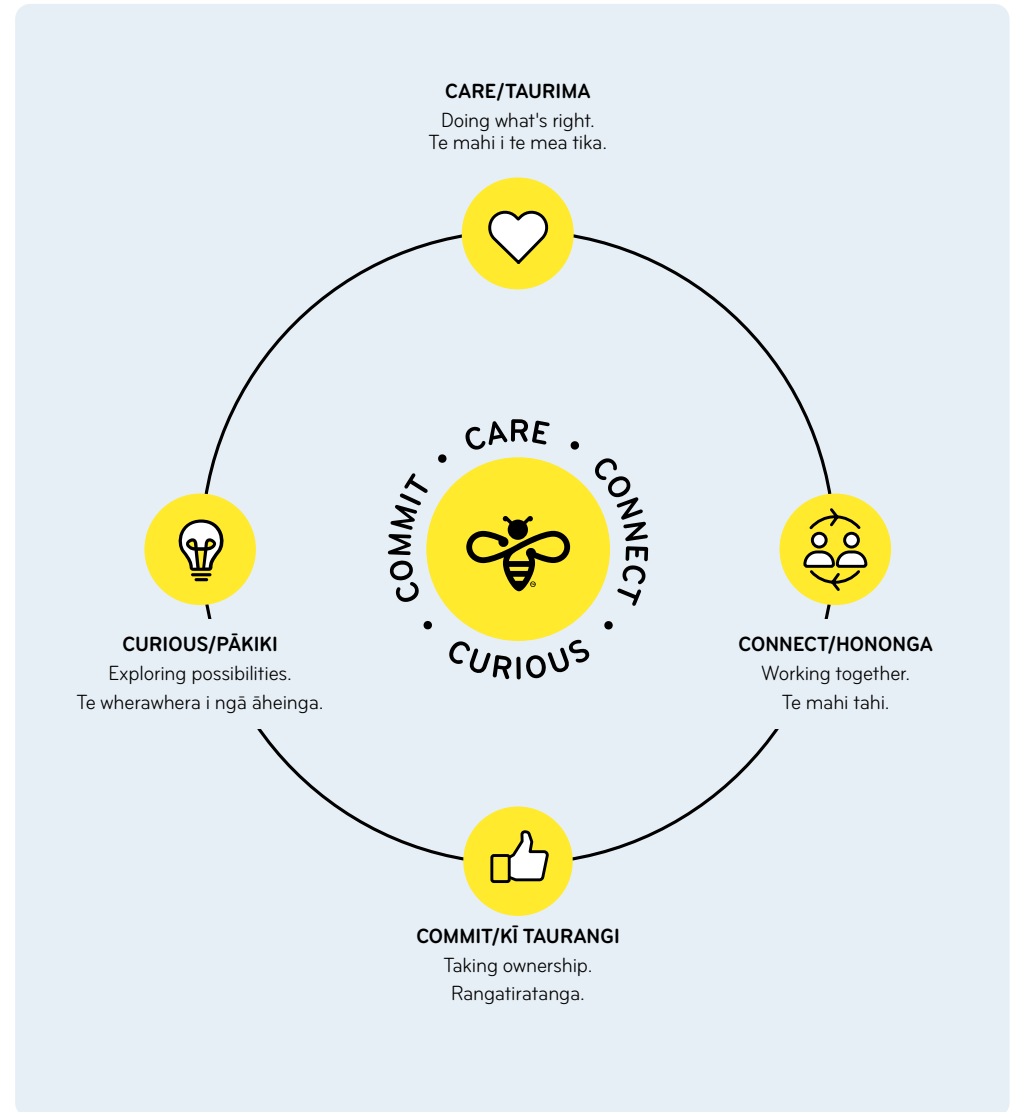 CARE/TAURIMA
Doing what's right.
Te mahi i te mea tika.
CARE • CONNECT • CURIOUS • COMMIT •
CURIOUS/PĀKIKI
Exploring possibilities.
Te wherawhera i ngā āheinga.
CONNECT/HONONGA
Working together.
Te mahi tahi.
COMMIT/KĪ TAURANGI
Taking ownership.
Rangatiratanga.